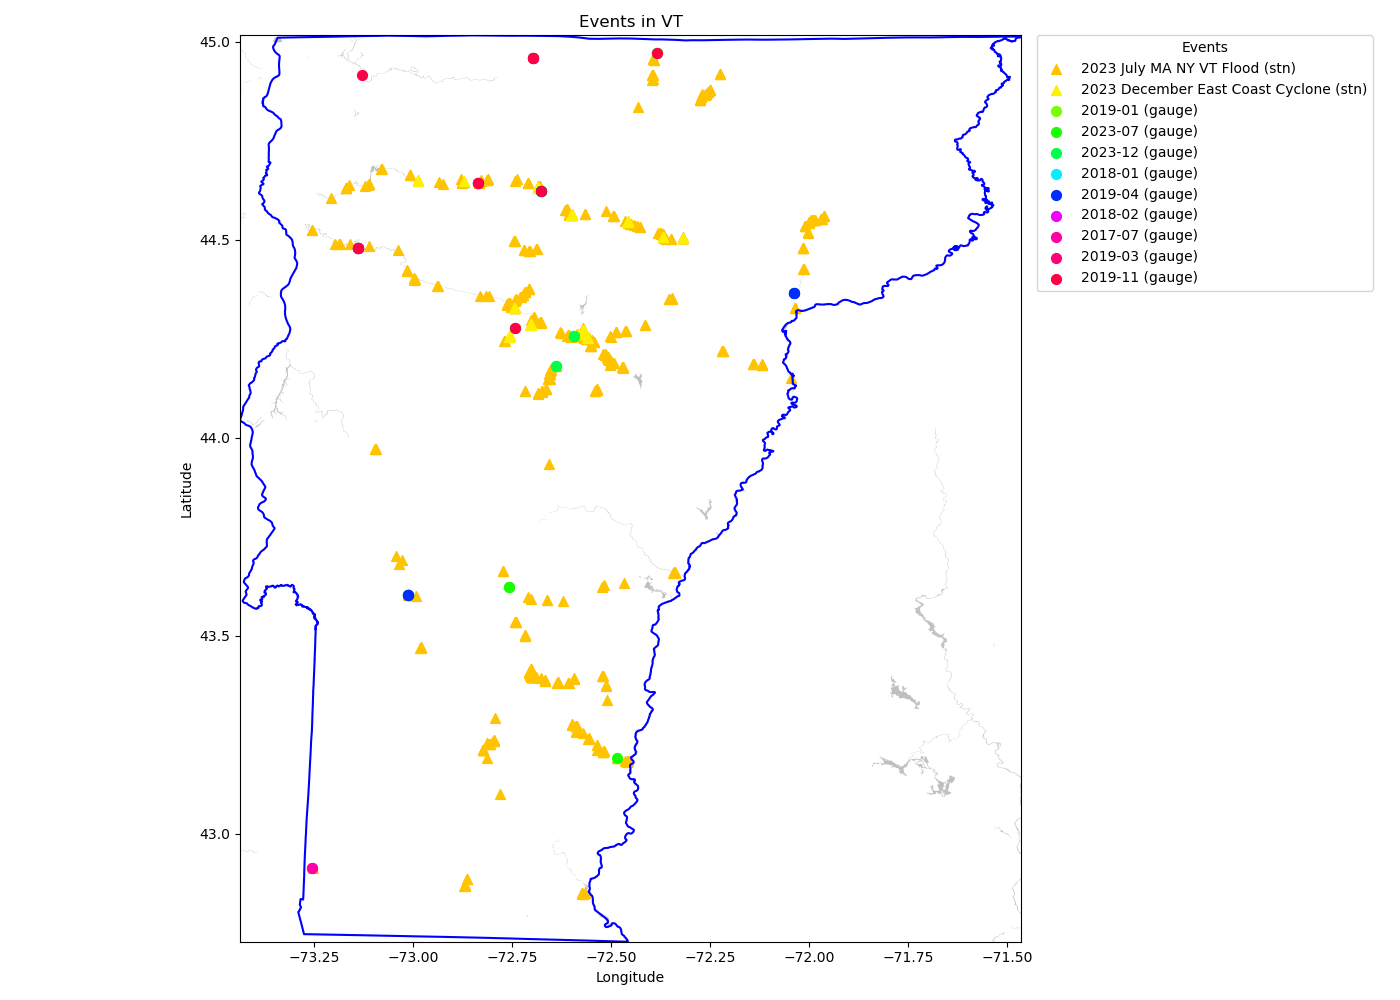 Events in VT
Events
2023 July MA NY VT Flood (stn)
2023 December East Coast Cyclone (stn)
2019-01 (gauge)
2023-07 (gauge)
2023-12 (gauge)
2018-01 (gauge)
2019-04 (gauge)
2018-02 (gauge)
2017-07 (gauge)
2019-03 (gauge)
2019-11 (gauge)
45.0
44.5
44.0
43.5
43.0
Latitude
−73.25 −73.00 −72.75 −72.50 −72.25 −72.00 −71.75 −71.50
Longitude